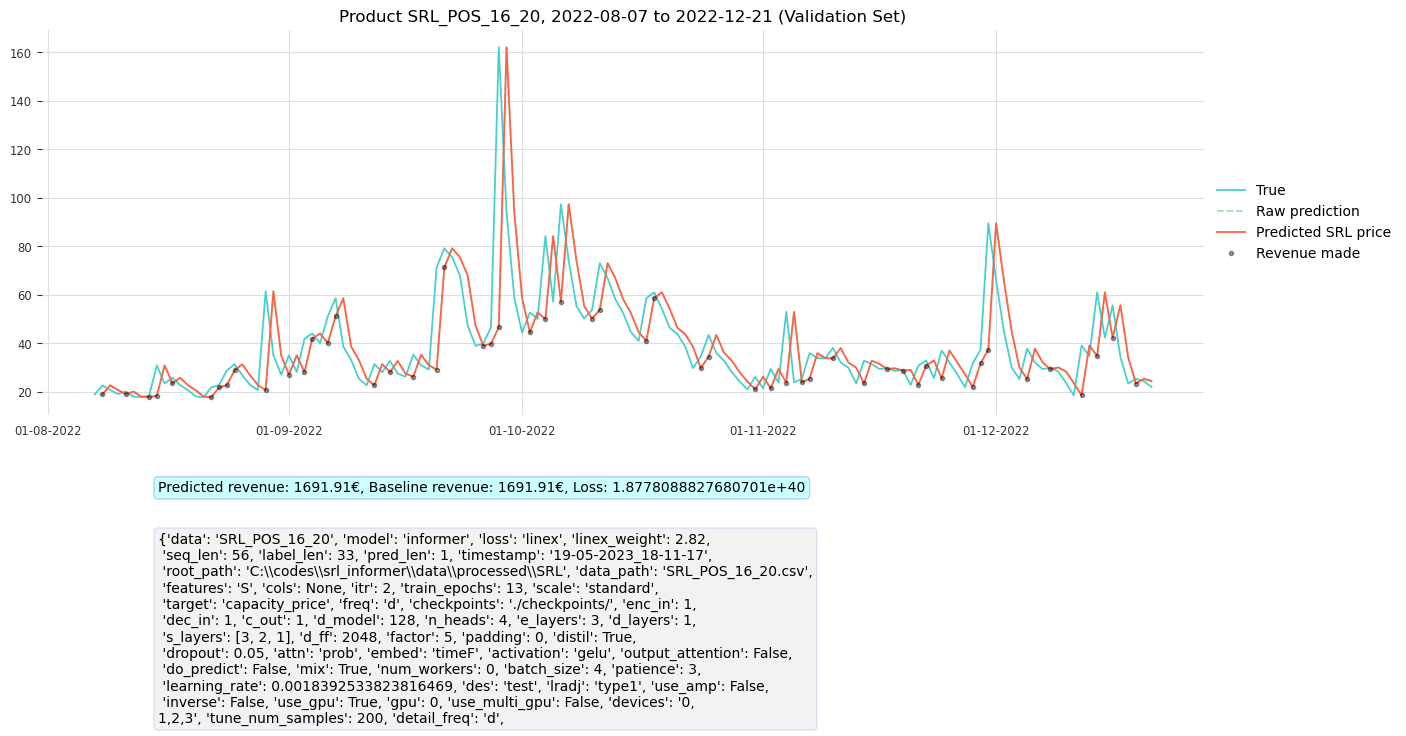 Product SRL_POS_16_20, 2022-08-07 to 2022-12-21 (Validation Set)
160
140
120
100
80
60
40
20
01-08-2022
01-09-2022
01-10-2022
01-11-2022
01-12-2022
True
Raw prediction
Predicted SRL price
Revenue made
Predicted revenue: 1691.91€, Baseline revenue: 1691.91€, Loss: 1.8778088827680701e+40
{'data': 'SRL_POS_16_20', 'model': 'informer', 'loss': 'linex', 'linex_weight': 2.82,
'seq_len': 56, 'label_len': 33, 'pred_len': 1, 'timestamp': '19-05-2023_18-11-17',
'root_path': 'C:\\codes\\srl_informer\\data\\processed\\SRL', 'data_path': 'SRL_POS_16_20.csv',
'features': 'S', 'cols': None, 'itr': 2, 'train_epochs': 13, 'scale': 'standard',
'target': 'capacity_price', 'freq': 'd', 'checkpoints': './checkpoints/', 'enc_in': 1,
'dec_in': 1, 'c_out': 1, 'd_model': 128, 'n_heads': 4, 'e_layers': 3, 'd_layers': 1,
's_layers': [3, 2, 1], 'd_ff': 2048, 'factor': 5, 'padding': 0, 'distil': True,
'dropout': 0.05, 'attn': 'prob', 'embed': 'timeF', 'activation': 'gelu', 'output_attention': False,
'do_predict': False, 'mix': True, 'num_workers': 0, 'batch_size': 4, 'patience': 3,
'learning_rate': 0.0018392533823816469, 'des': 'test', 'lradj': 'type1', 'use_amp': False,
'inverse': False, 'use_gpu': True, 'gpu': 0, 'use_multi_gpu': False, 'devices': '0,
1,2,3', 'tune_num_samples': 200, 'detail_freq': 'd',